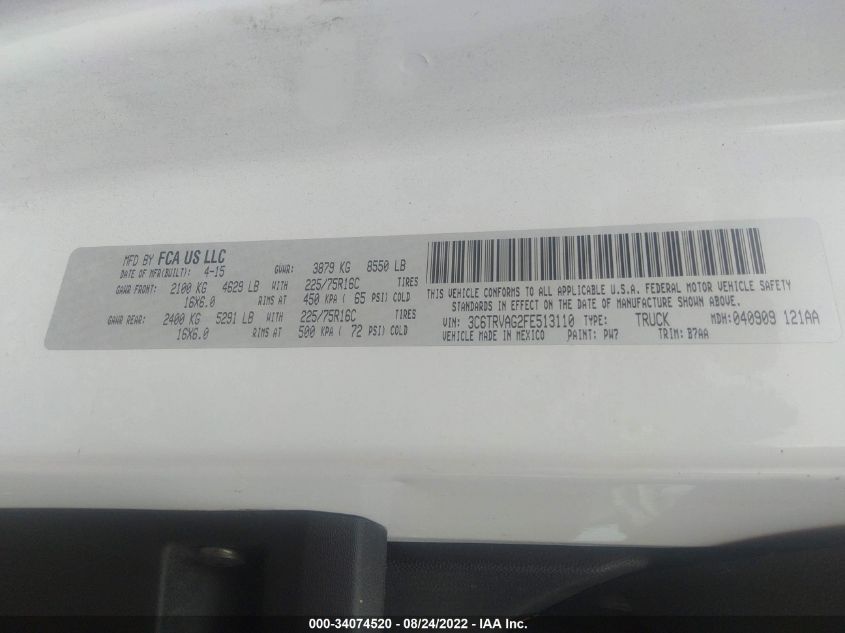 MFD BY FCA US LLC
DATE OF MFR(BUILT): 4-15 GVWR: 3879 KG 8550 LB
GAWR FRONT: 2100 KG 4629 LB WITH 225/75R16C TIRES
16X6.0 RIMS AT 450 KPA ( 65 PSI) COLD
GAWR REAR: 2400 KG 5291 LB WITH 225/75R16C TIRES
16X6.0 RIMS AT 500 KPA ( 72 PSI) COLD
THIS VEHICLE CONFORMS TO ALL APPLICABLE U.S.A. FEDERAL MOTOR VEHICLE SAFETY
STANDARDS IN EFFECT ON THE DATE OF MANUFACTURE SHOWN ABOVE.
VIN: 3C6TRVAG2FE513110 TYPE: TRUCK MDH:040909 121AA
VEHICLE MADE IN MEXICO PAINT: PW7 TRIM: B7AA
000-34074520 - 08/24/2022 - IAA Inc.